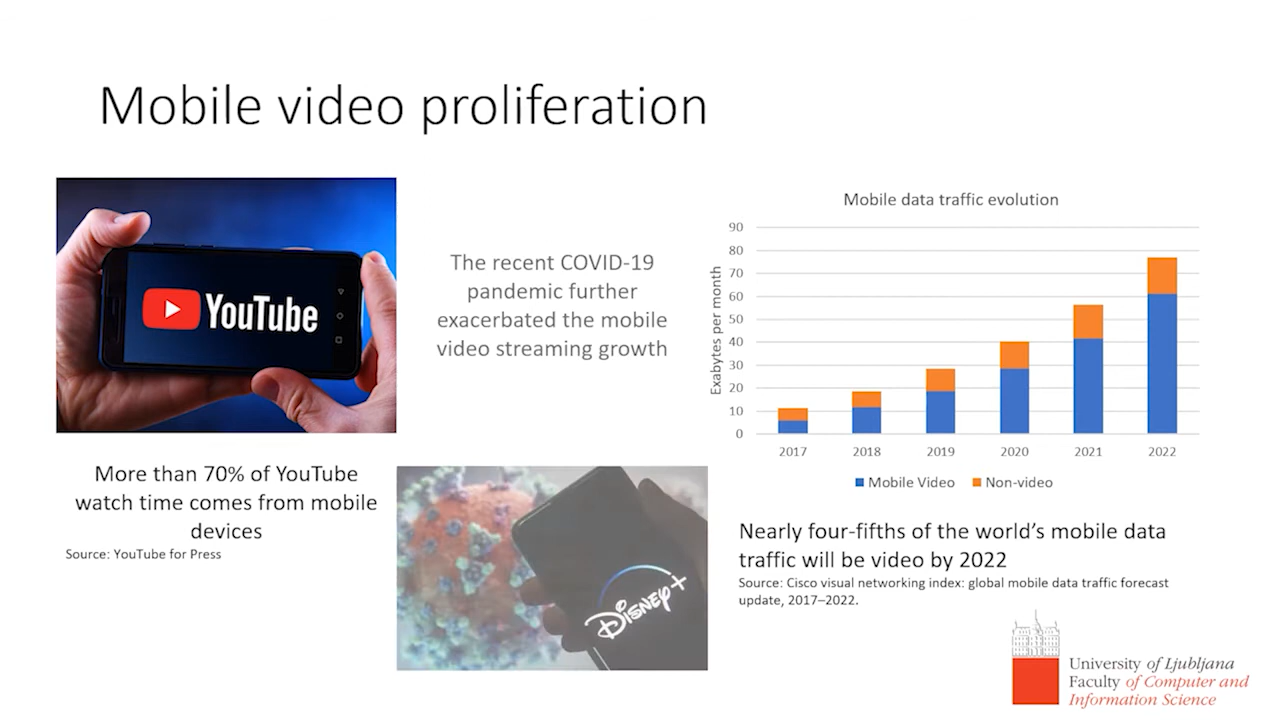 Mobile video proliferation
YouTube
More than 70% of YouTube
watch time comes from mobile
devices
Source: YouTube for Press
The recent COVID-19
pandemic further
exacerbated the mobile
video streaming growth
Disney+
Mobile data traffic evolution
Exabytes per month
90
80
70
60
50
40
30
20
10
0
2017 2018 2019 2020 2021 2022
Mobile Video Non-video
Nearly four-fifths of the world’s mobile data
traffic will be video by 2022
Source: Cisco visual networking index: global mobile data traffic forecast
update, 2017–2022.
University of Ljubljana
Faculty of Computer and
Information Science